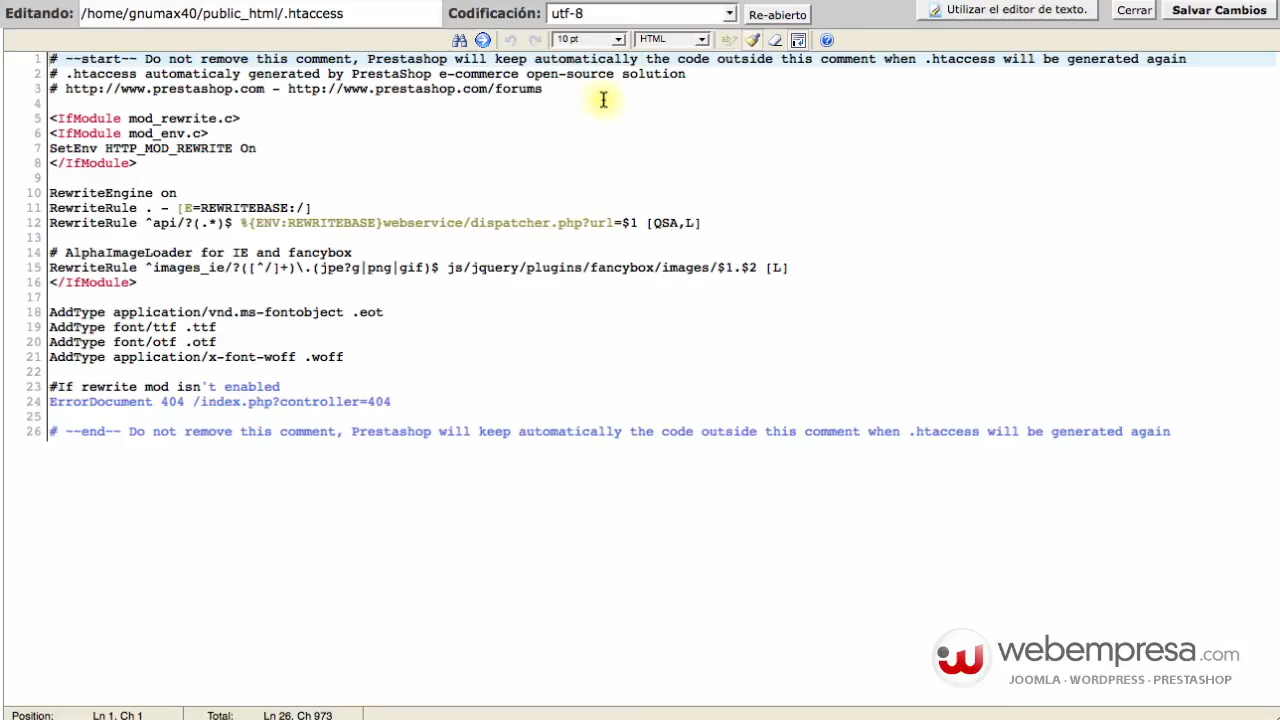 Editando: /home/gnumax40/public_html/.htaccess Codificación: utf-8 Re-abierto Utilizar el editor de texto. Cerrar Salvar Cambios
10 pt HTML
1 # ~~start~~ Do not remove this comment, Prestashop will keep automatically the code outside this comment when .htaccess will be generated again
2 # .htaccess automaticaly generated by PrestaShop e-commerce open-source solution
3 # http://www.prestashop.com - http://www.prestashop.com/forums
4
5 <IfModule mod_rewrite.c>
6 <IfModule mod_env.c>
7 SetEnv HTTP_MOD_REWRITE On
8 </IfModule>
9
10 RewriteEngine on
11 RewriteRule . - [E=REWRITEBASE:/]
12 RewriteRule ^api/?(.*)$ %{ENV:REWRITEBASE}webservice/dispatcher.php?url=$1 [QSA,L]
13
14 # AlphaImageLoader for IE and fancybox
15 RewriteRule ^images_ie/?([^/]+)\.(jpe?g|png|gif)$ js/jquery/plugins/fancybox/images/$1.$2 [L]
16 </IfModule>
17
18 AddType application/vnd.ms-fontobject .eot
19 AddType font/ttf .ttf
20 AddType font/otf .otf
21 AddType application/x-font-woff .woff
22
23 #If rewrite mod isn't enabled
24 ErrorDocument 404 /index.php?controller=404
25
26 # ~~end~~ Do not remove this comment, Prestashop will keep automatically the code outside this comment when .htaccess will be generated again
webempresa.com
JOOMLA · WORDPRESS · PRESTASHOP
Position: Ln 1, Ch 1 Total: Ln 26, Ch 973